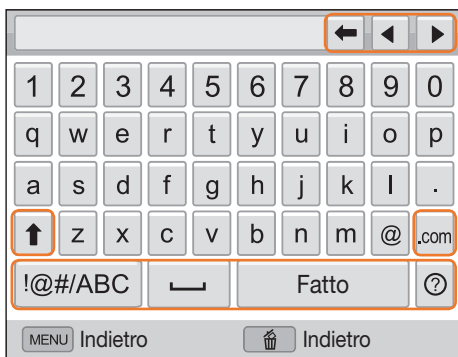 1 2 3 4 5 6 7 8 9 0
q w e r t y u i o p
a s d f g h j k l .
z x c v b n m @ .com
!@#/ABC Fatto ?
MENU Indietro Indietro